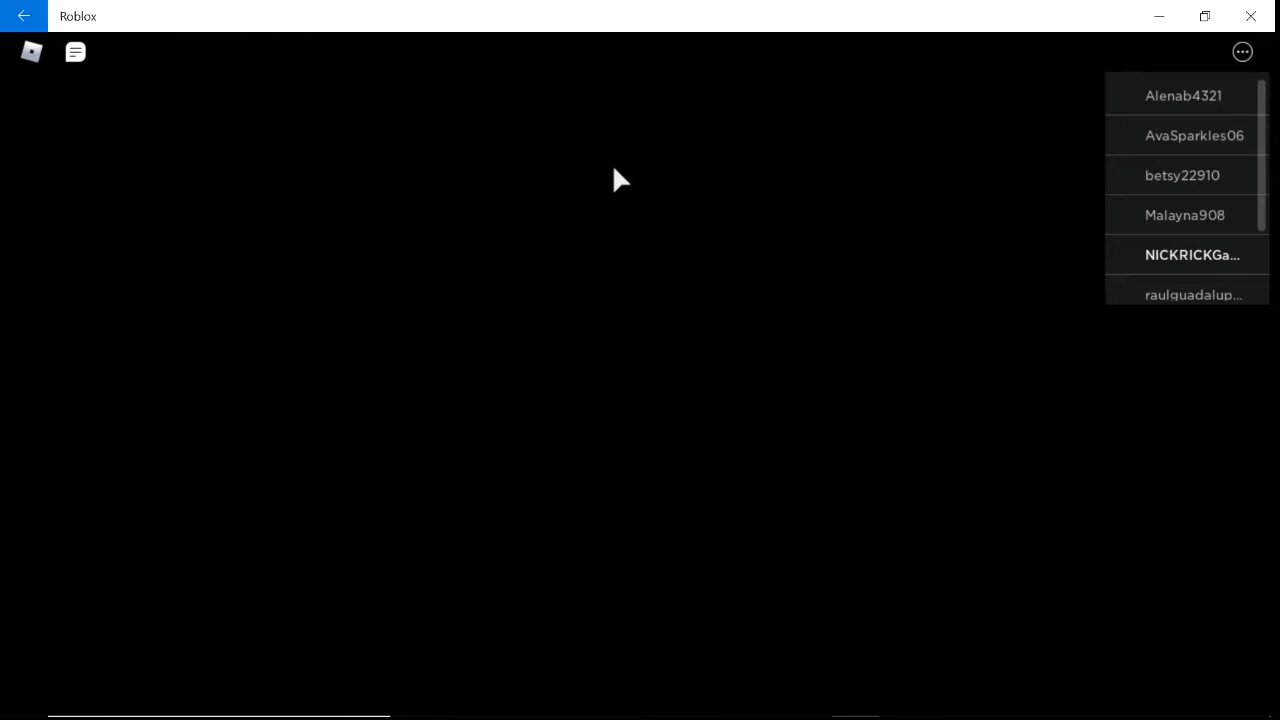 Roblox
Alenab4321
AvaSparkles06
betsy22910
Malayna908
NICKRICKGa...
raulguadalup...